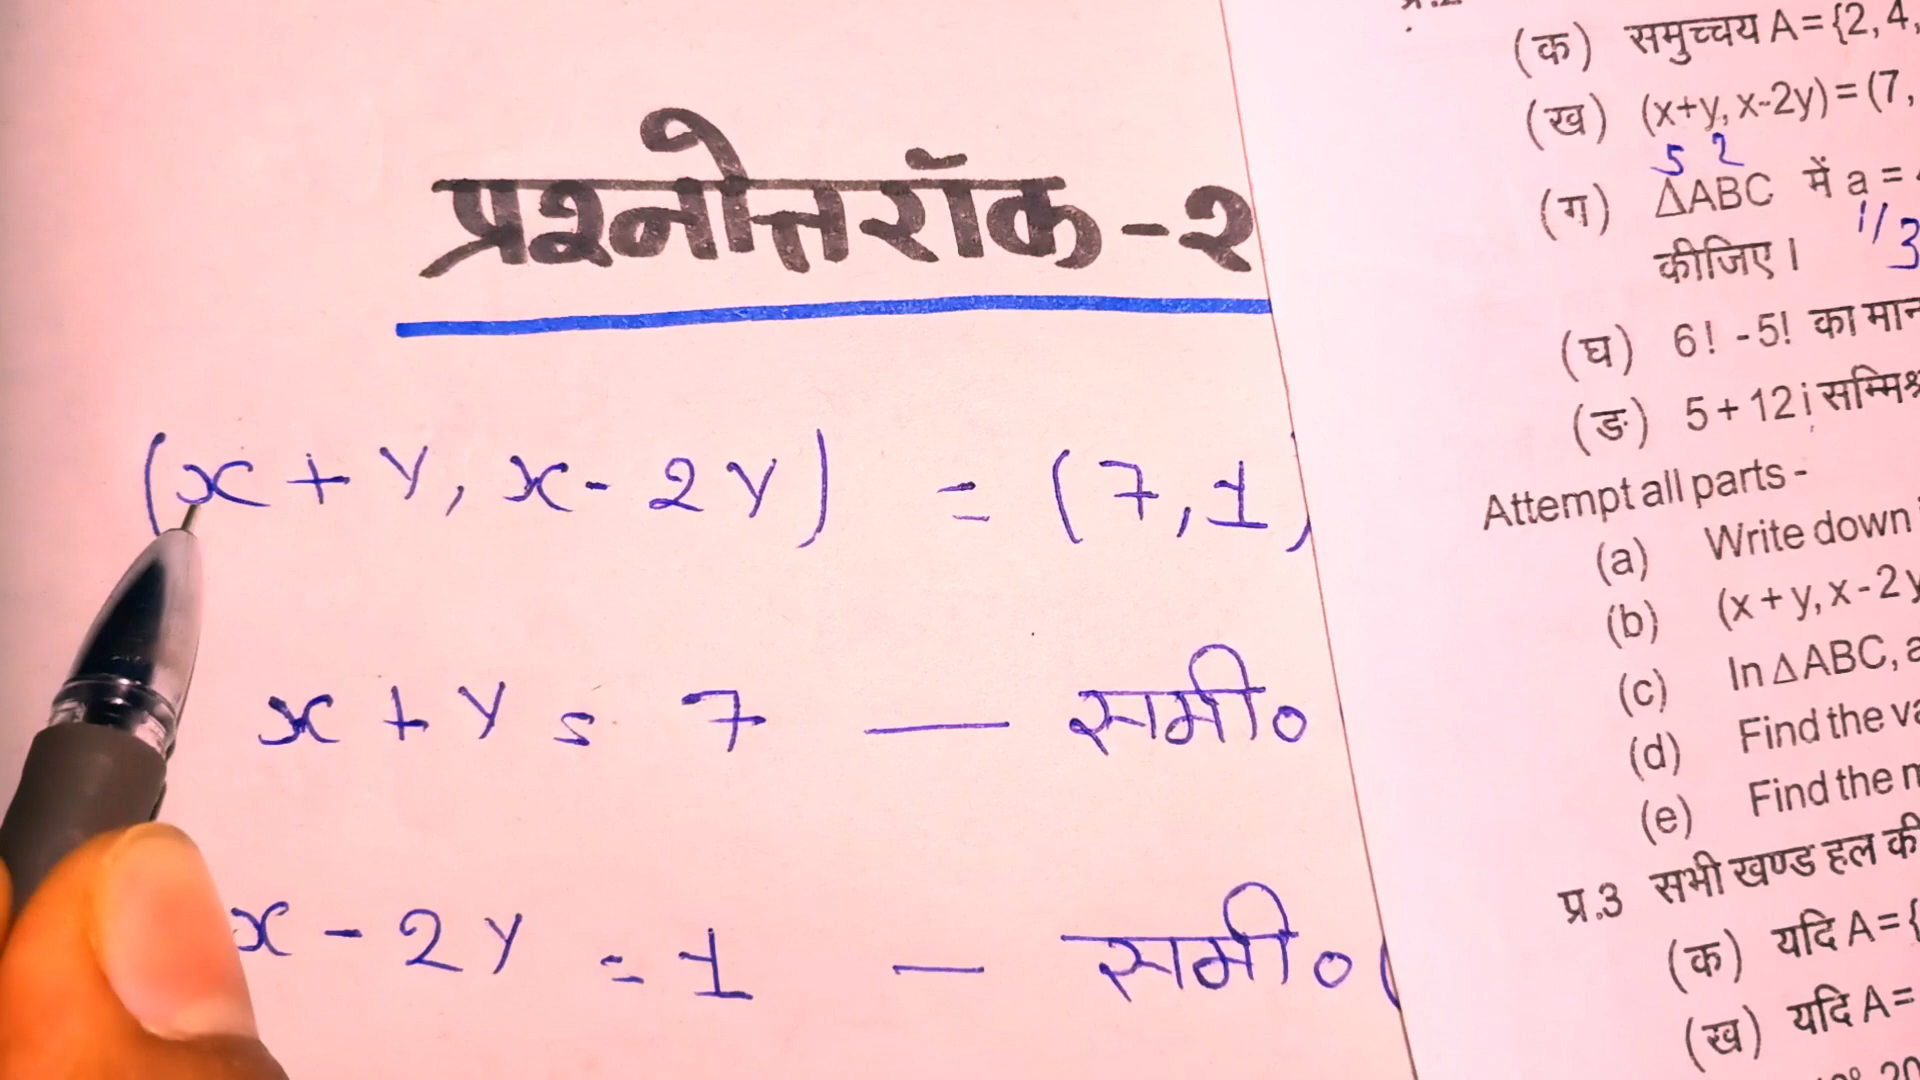 प्रश्नोत्तरॉक-२
(x + y, x - 2y) = (7, 1)
x + y = 7 — समी०
x - 2y = 1 — समी० (
(क) समुच्चय A = {2, 4,
(ख) (x+y, x-2y) = (7,
5 2
(ग) ΔABC में a =
11/3
कीजिए।
(घ) 6! - 5! का मान
(ङ) 5 + 12i
Attempt all parts -
(a) Write down
(b) (x + y, x - 2y
(c) In ΔABC, a
(d) Find the va
(e) Find the m
प्र.3 सभी खण्ड हल की
(क) यदि A = {
(ख) यदि A =